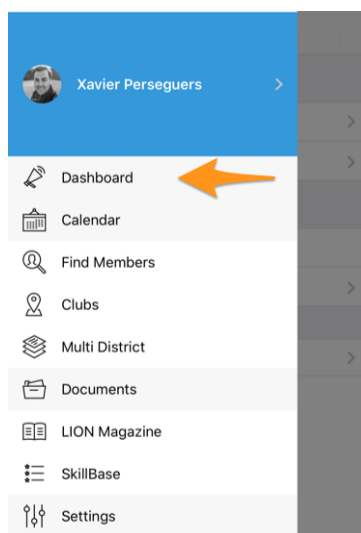 Xavier Perseguers
Dashboard
Calendar
Find Members
Clubs
Multi District
Documents
LION Magazine
SkillBase
Settings